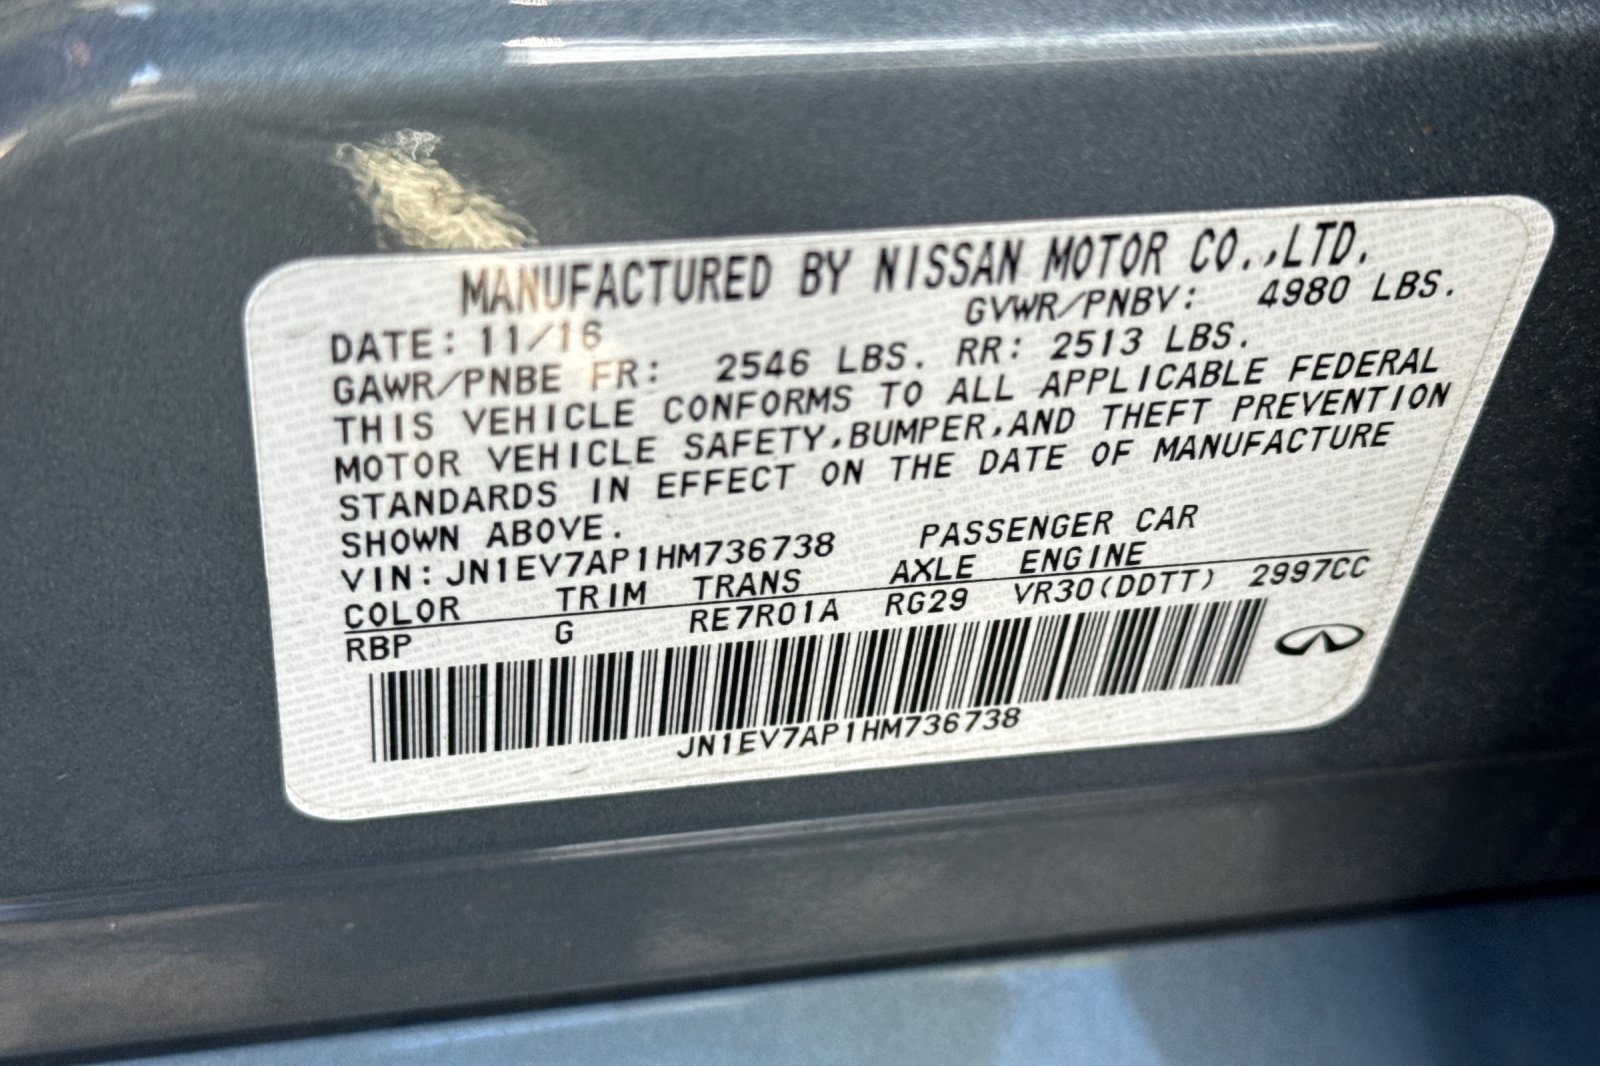 MANUFACTURED BY NISSAN MOTOR CO.,LTD.
DATE: 11/16 GVWR/PNBV: 4980 LBS.
GAWR/PNBE FR: 2546 LBS. RR: 2513 LBS.
THIS VEHICLE CONFORMS TO ALL APPLICABLE FEDERAL
MOTOR VEHICLE SAFETY,BUMPER,AND THEFT PREVENTION
STANDARDS IN EFFECT ON THE DATE OF MANUFACTURE
SHOWN ABOVE.
VIN: JN1EV7AP1HM736738 PASSENGER CAR
COLOR TRIM TRANS AXLE ENGINE
RBP G RE7R01A RG29 VR30(DDTT) 2997CC
JN1EV7AP1HM736738